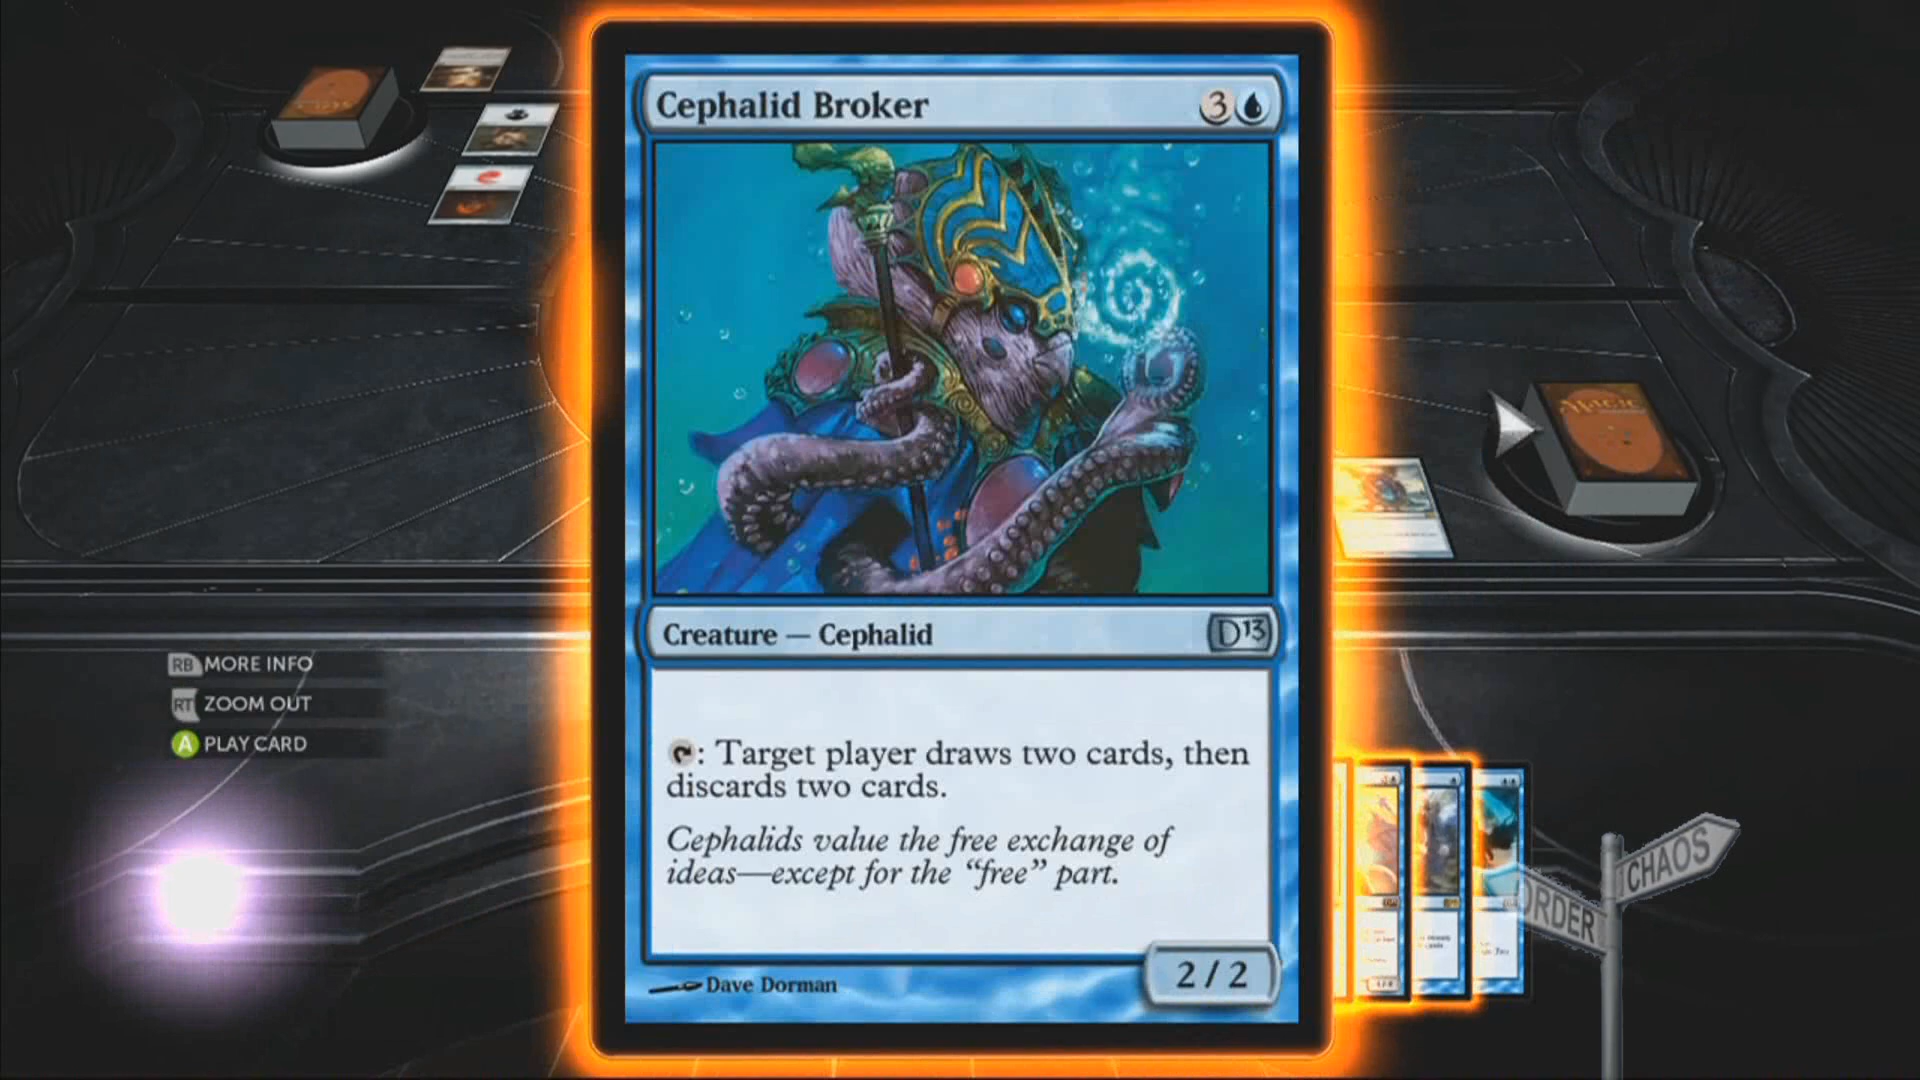 Cephalid Broker 3
Creature — Cephalid D13
: Target player draws two cards, then
discards two cards.
Cephalids value the free exchange of
ideas—except for the “free” part.
Dave Dorman
2/2
RB MORE INFO
RT ZOOM OUT
A PLAY CARD
MAGIC
CHAOS
ORDER